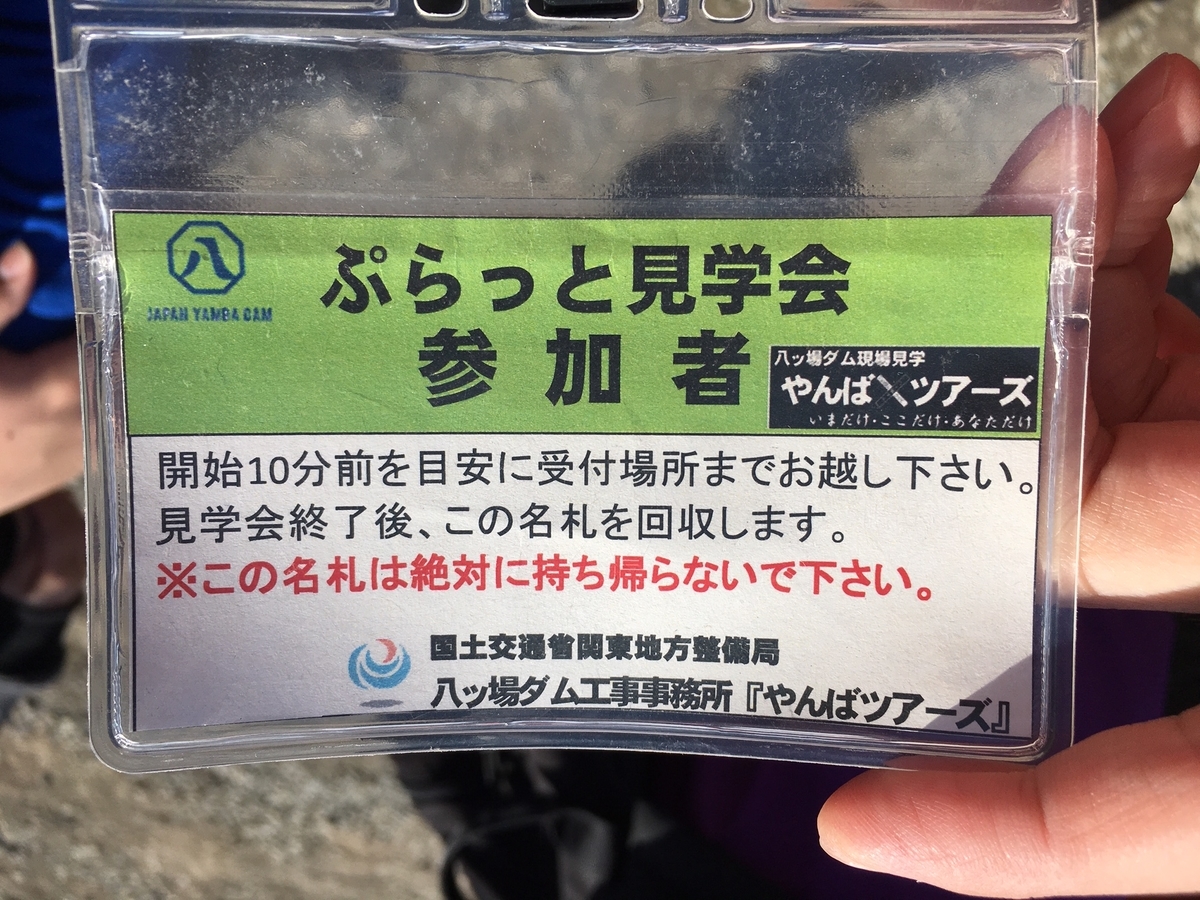 八
JAPAN YAMBA DAM
ぷらっと見学会
参加者
八ッ場ダム現場見学
やんば ツアーズ
いまだけ・ここだけ・あなただけ
開始10分前を目安に受付場所までお越し下さい。
見学会終了後、この名札を回収します。
※この名札は絶対に持ち帰らないで下さい。
国土交通省関東地方整備局
八ッ場ダム工事事務所『やんばツアーズ』